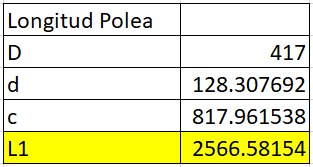 Longitud Polea
D 417
d 128.307692
c 817.961538
L1 2566.58154